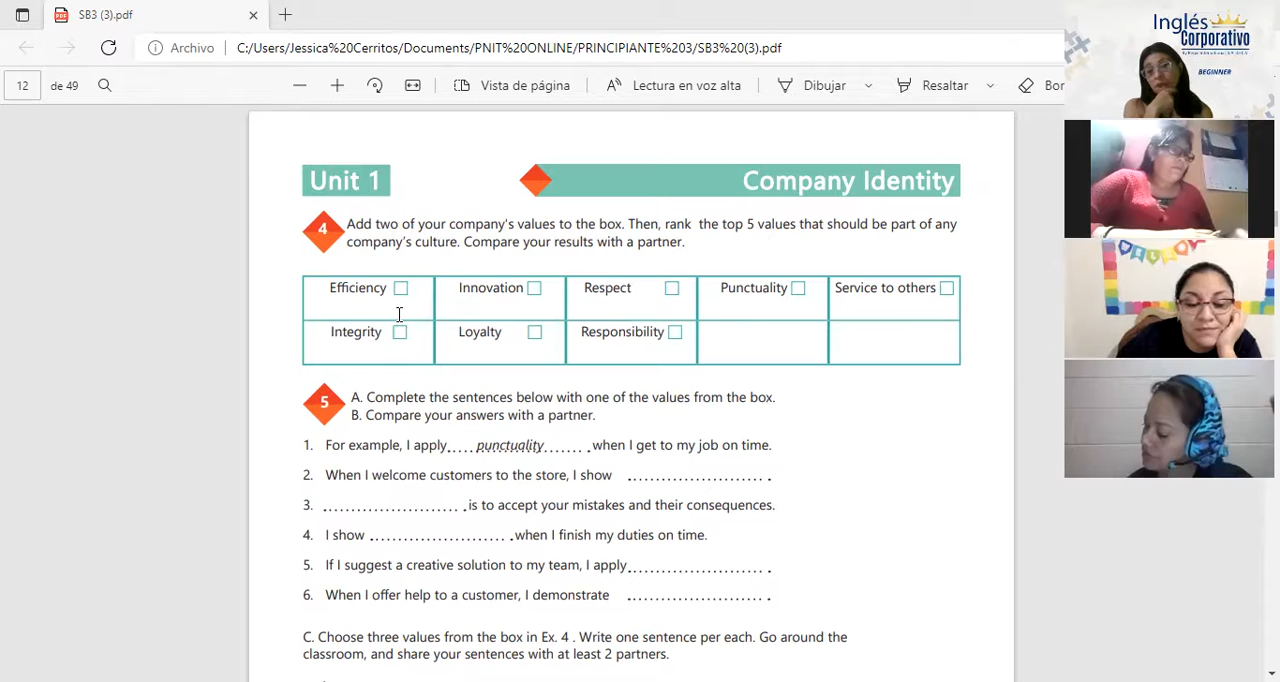 SB3 (3).pdf
Archivo C:/Users/Jessica%20Cerritos/Documents/PNIT%20ONLINE/PRINCIPIANTE%203/SB3%20(3).pdf
12 de 49 Vista de página Lectura en voz alta Dibujar Resaltar Bor
Inglés
Corporativo
BEGINNER
Unit 1
Company Identity
4 Add two of your company's values to the box. Then, rank the top 5 values that should be part of any
company's culture. Compare your results with a partner.
Efficiency Innovation Respect Punctuality Service to others
Integrity Loyalty Responsibility
5 A. Complete the sentences below with one of the values from the box.
B. Compare your answers with a partner.
1. For example, I apply.....punctuality....... .when I get to my job on time.
2. When I welcome customers to the store, I show ....................... .
3. ....................... .is to accept your mistakes and their consequences.
4. I show ....................... .when I finish my duties on time.
5. If I suggest a creative solution to my team, I apply....................... .
6. When I offer help to a customer, I demonstrate ....................... .
C. Choose three values from the box in Ex. 4 . Write one sentence per each. Go around the
classroom, and share your sentences with at least 2 partners.